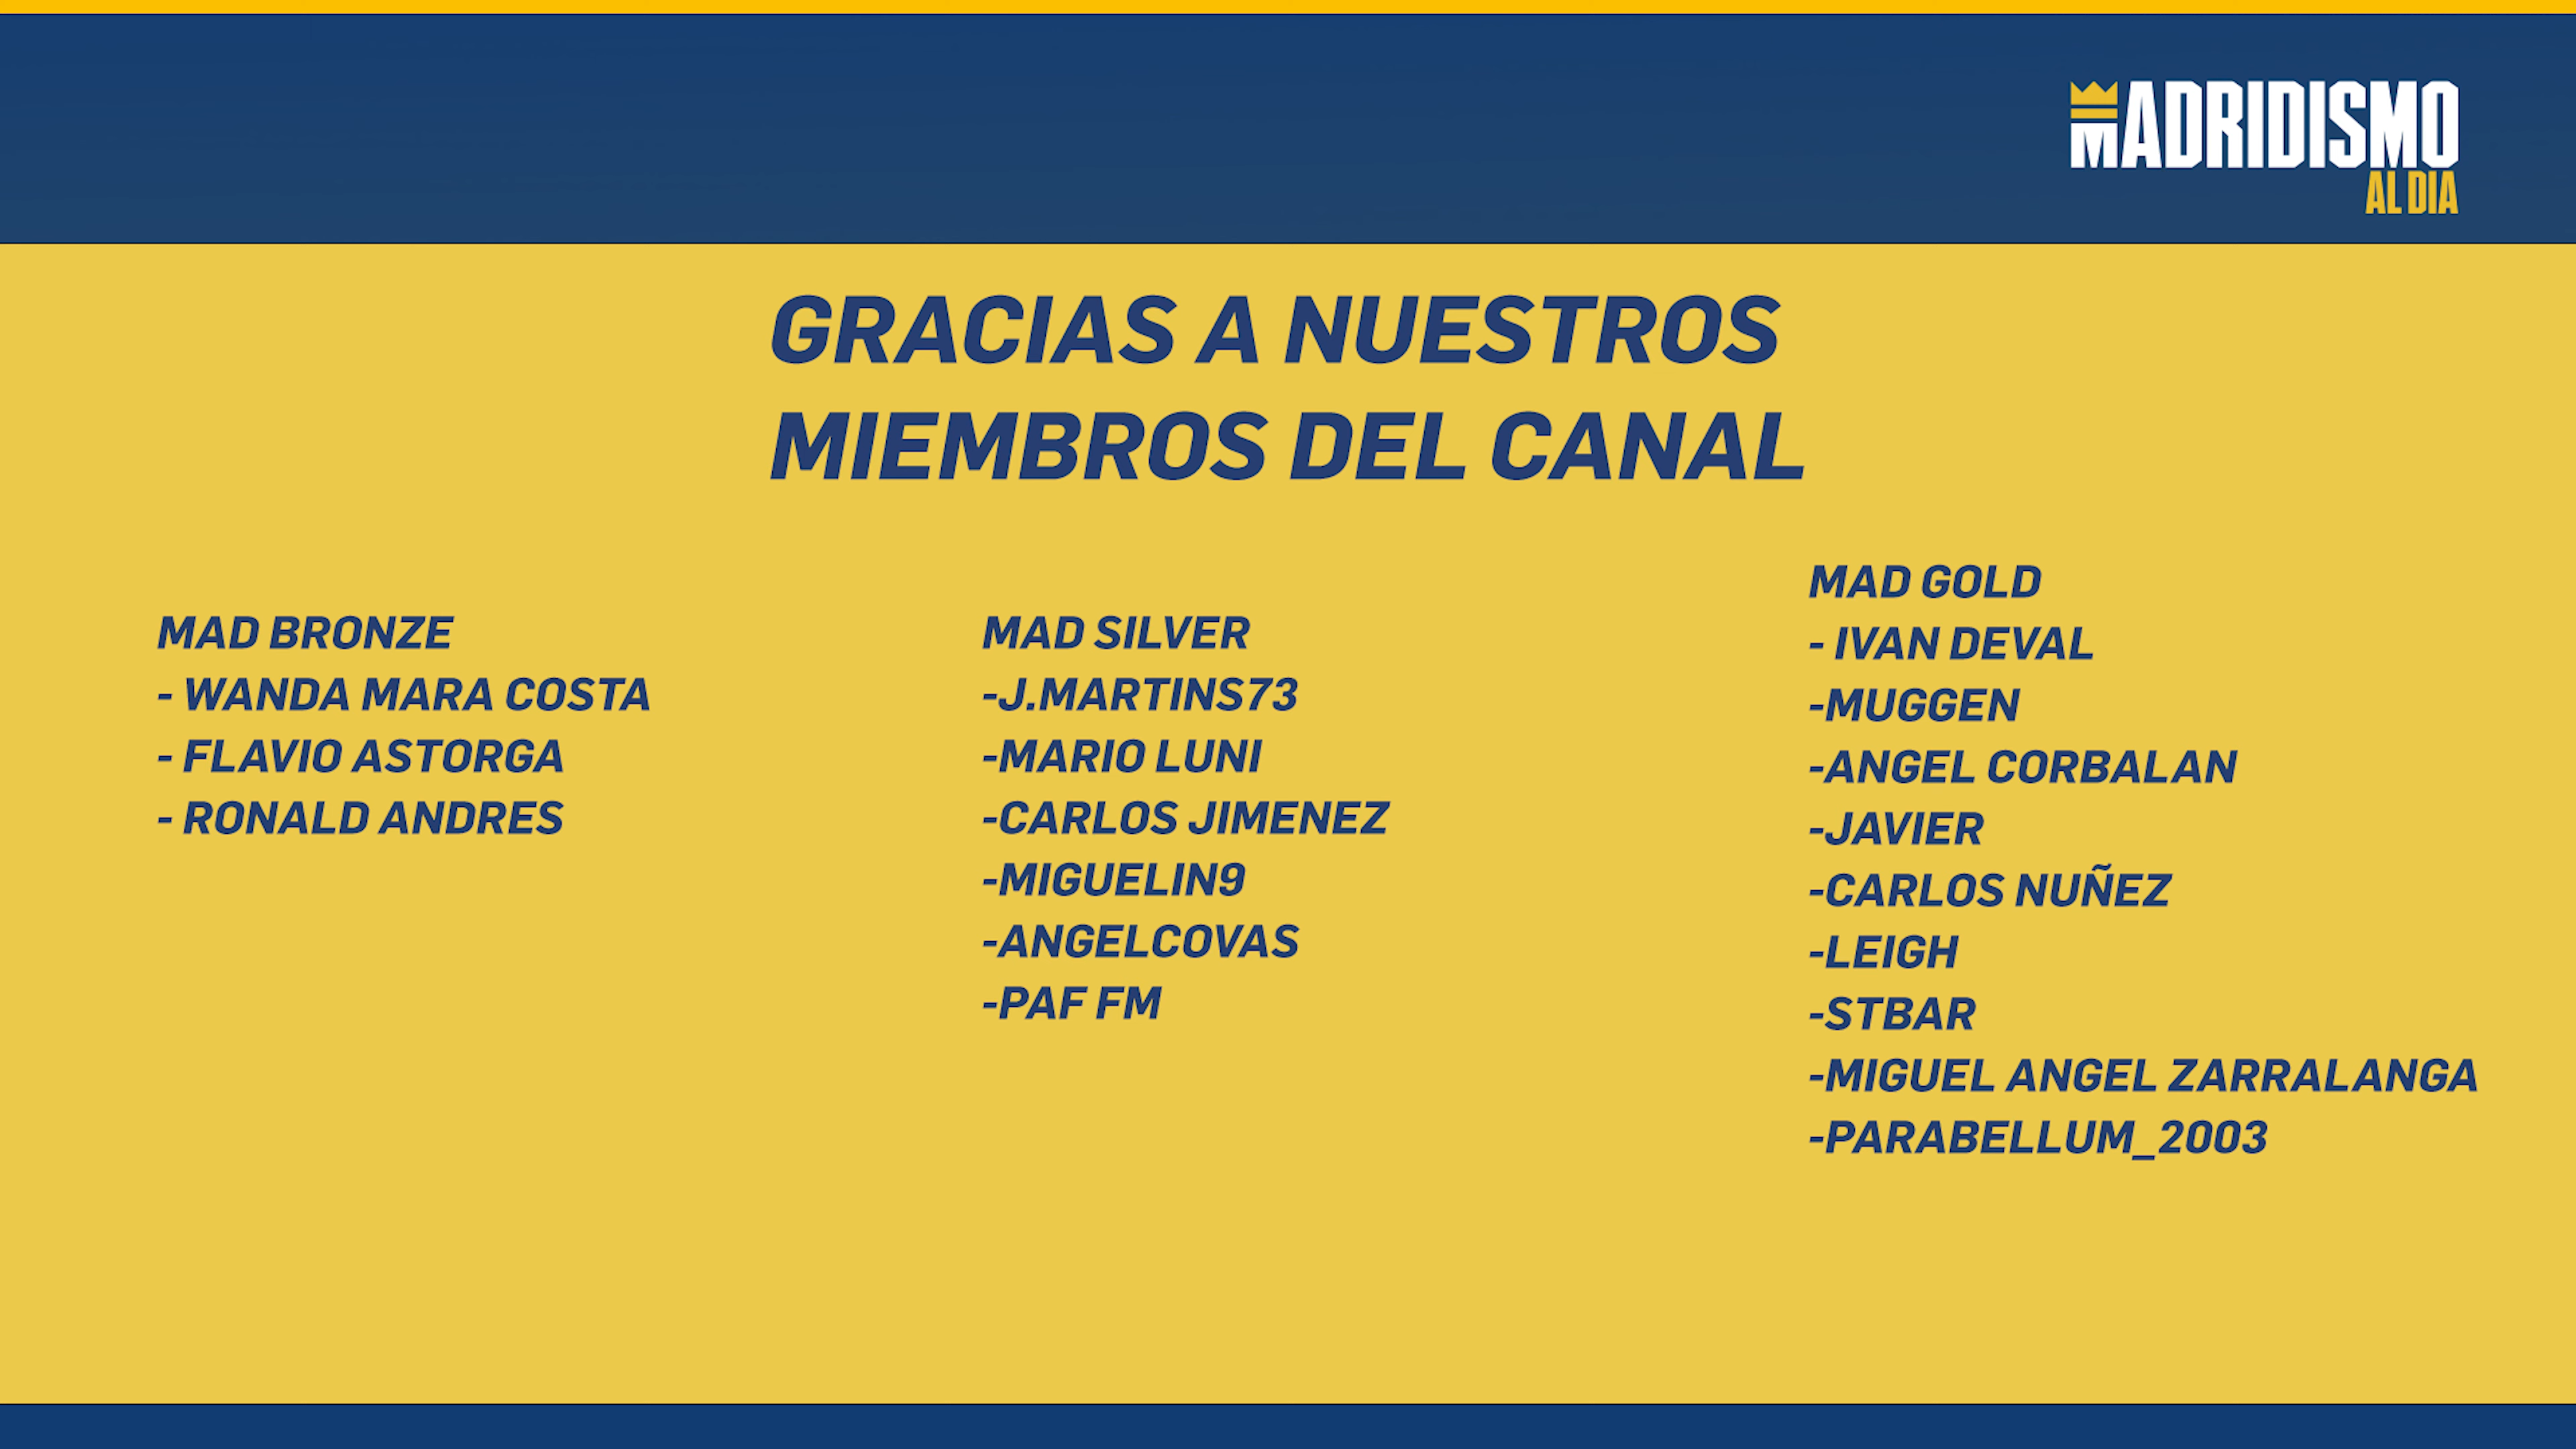 MADRIDISMO
AL DIA
GRACIAS A NUESTROS
MIEMBROS DEL CANAL
MAD BRONZE
- WANDA MARA COSTA
- FLAVIO ASTORGA
- RONALD ANDRES
MAD SILVER
-J.MARTINS73
-MARIO LUNI
-CARLOS JIMENEZ
-MIGUELIN9
-ANGELCOVAS
-PAF FM
MAD GOLD
- IVAN DEVAL
-MUGGEN
-ANGEL CORBALAN
-JAVIER
-CARLOS NUÑEZ
-LEIGH
-STBAR
-MIGUEL ANGEL ZARRALANGA
-PARABELLUM_2003